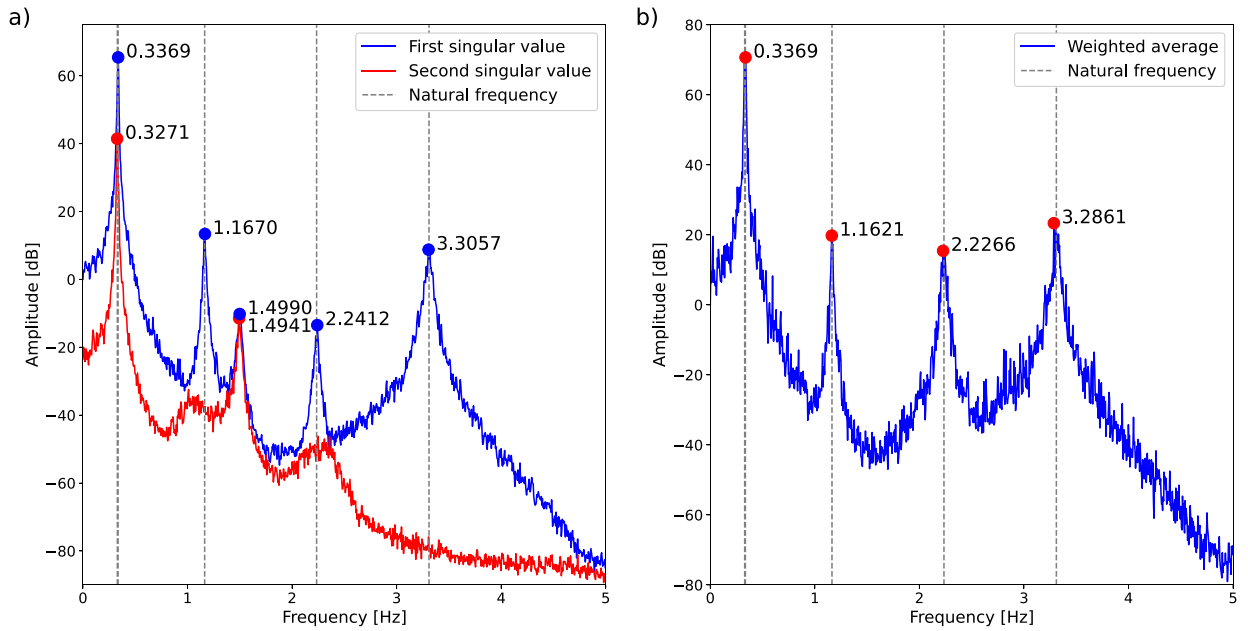 a)
First singular value
Second singular value
Natural frequency
0.3369
0.3271
1.1670
1.4990
1.4941
2.2412
3.3057
60
40
20
0
−20
−40
−60
−80
Amplitude [dB]
0 1 2 3 4 5
Frequency [Hz]
b)
Weighted average
Natural frequency
0.3369
1.1621
2.2266
3.2861
80
60
40
20
0
−20
−40
−60
−80
Amplitude [dB]
0 1 2 3 4 5
Frequency [Hz]